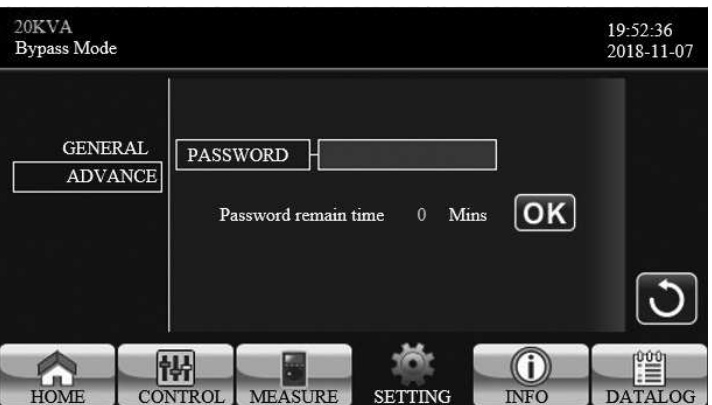 20KVA
19:52:36
Bypass Mode
2018-11-07
GENERAL
PASSWORD
ADVANCE
Password remain time 0 Mins
OK
HOME
CONTROL
MEASURE
SETTING
INFO
DATALOG